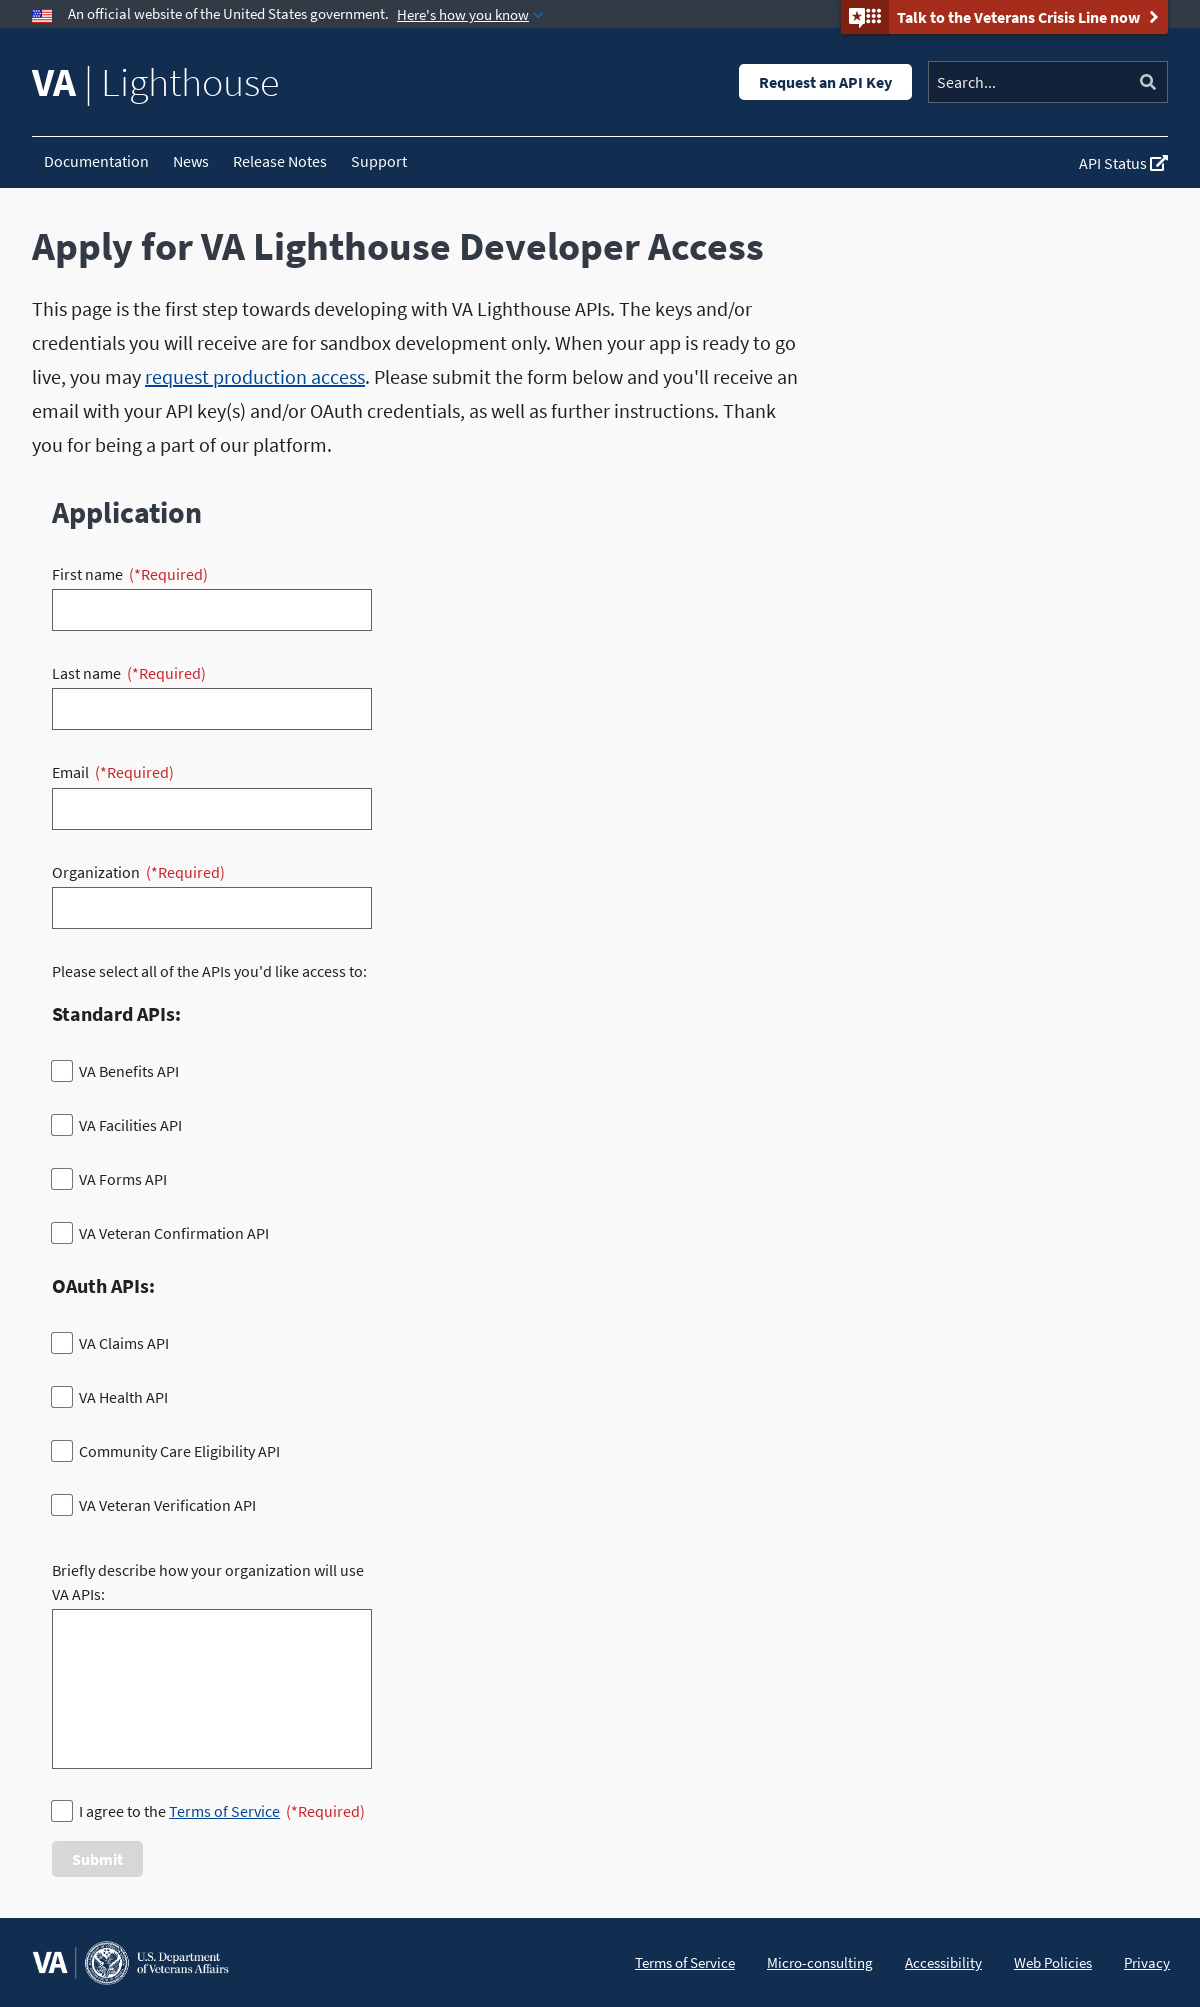 An official website of the United States government. Here's how you know
Talk to the Veterans Crisis Line now
VA | Lighthouse
Request an API Key
Search...
Documentation
News
Release Notes
Support
API Status
Apply for VA Lighthouse Developer Access
This page is the first step towards developing with VA Lighthouse APIs. The keys and/or
credentials you will receive are for sandbox development only. When your app is ready to go
live, you may request production access. Please submit the form below and you'll receive an
email with your API key(s) and/or OAuth credentials, as well as further instructions. Thank
you for being a part of our platform.
Application
First name (*Required)
Last name (*Required)
Email (*Required)
Organization (*Required)
Please select all of the APIs you'd like access to:
Standard APIs:
VA Benefits API
VA Facilities API
VA Forms API
VA Veteran Confirmation API
OAuth APIs:
VA Claims API
VA Health API
Community Care Eligibility API
VA Veteran Verification API
Briefly describe how your organization will use
VA APIs:
I agree to the Terms of Service (*Required)
Submit
VA
U.S. Department
of Veterans Affairs
Terms of Service
Micro-consulting
Accessibility
Web Policies
Privacy